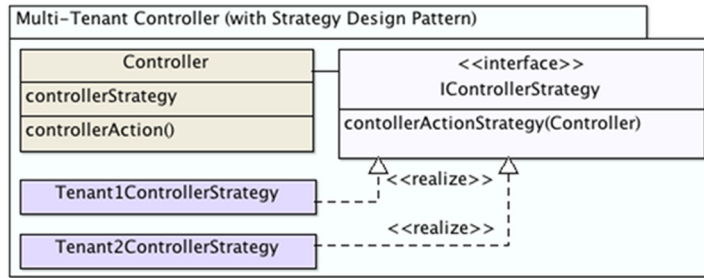 Multi-Tenant Controller (with Strategy Design Pattern)
Controller
controllerStrategy
controllerAction()
<<interface>>
IControllerStrategy
contollerActionStrategy(Controller)
Tenant1ControllerStrategy
<<realize>>
Tenant2ControllerStrategy
<<realize>>